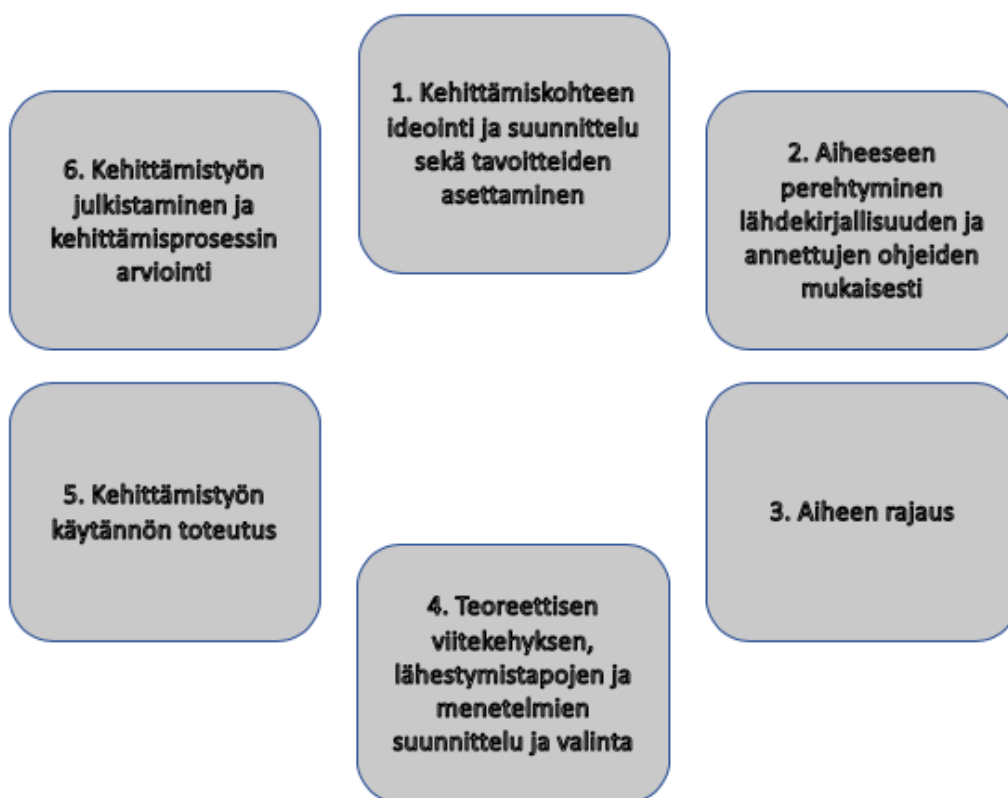 1. Kehittämiskohteen
ideointi ja suunnittelu
sekä tavoitteiden
asettaminen
2. Aiheeseen
perehtyminen
lähdekirjallisuuden ja
annettujen ohjeiden
mukaisesti
3. Aiheen rajaus
4. Teoreettisen
viitekehyksen,
lähestymistapojen ja
menetelmien
suunnittelu ja valinta
5. Kehittämistyön
käytännön toteutus
6. Kehittämistyön
julkistaminen ja
kehittämisprosessin
arviointi